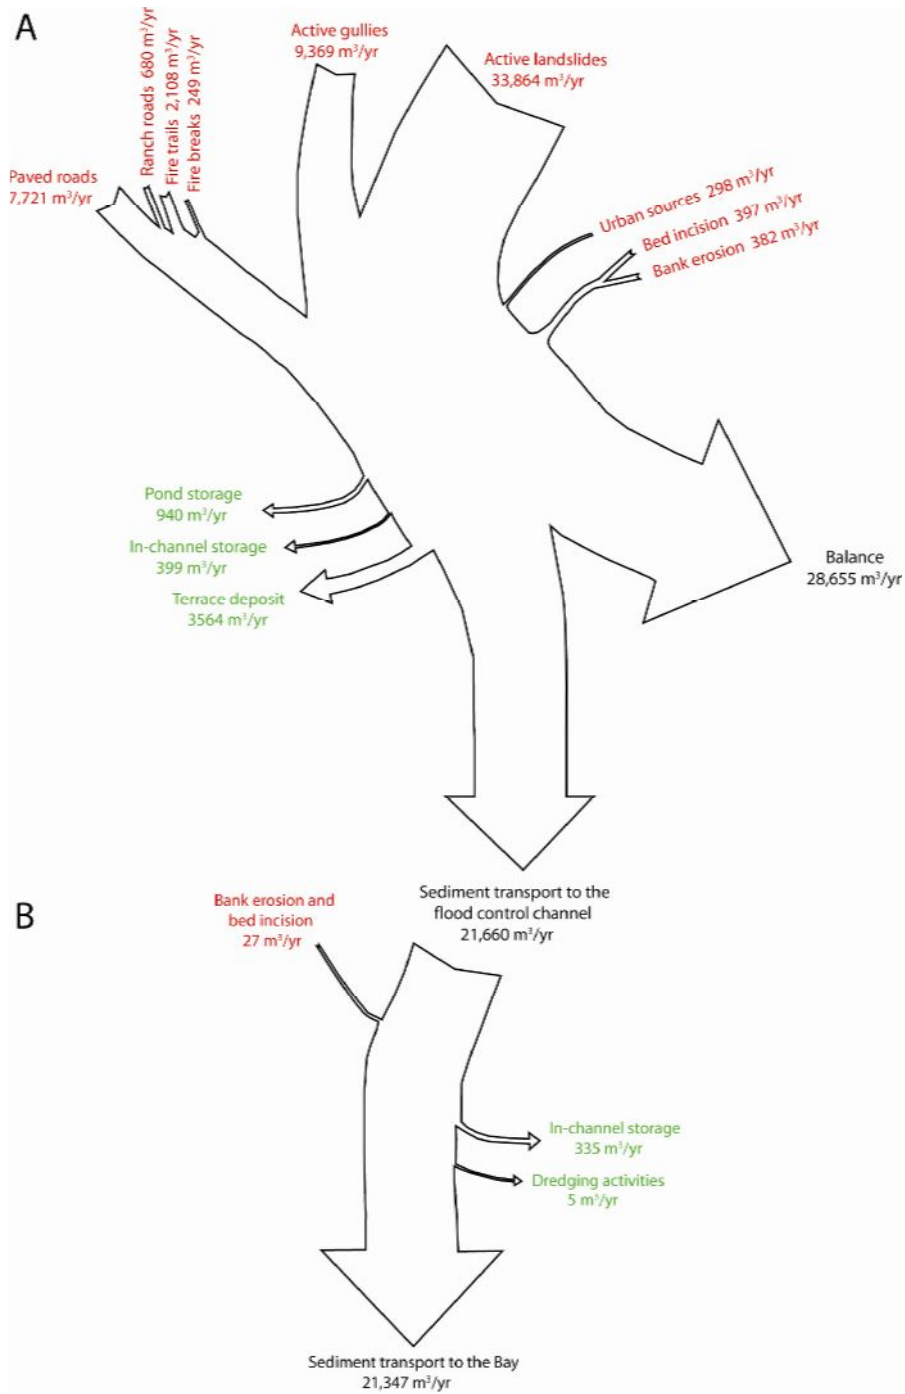 A
Active gullies
9,369 m³/yr
Active landslides
33,864 m³/yr
Ranch roads 680 m³/yr
Fire trails 2,108 m³/yr
Fire breaks 249 m³/yr
Paved roads
7,721 m³/yr
Urban sources 298 m³/yr
Bed incision 397 m³/yr
Bank erosion 382 m³/yr
Pond storage
940 m³/yr
In-channel storage
399 m³/yr
Terrace deposit
3564 m³/yr
Balance
28,655 m³/yr
Sediment transport to the
flood control channel
21,660 m³/yr
B
Bank erosion and
bed incision
27 m³/yr
In-channel storage
335 m³/yr
Dredging activities
5 m³/yr
Sediment transport to the Bay
21,347 m³/yr